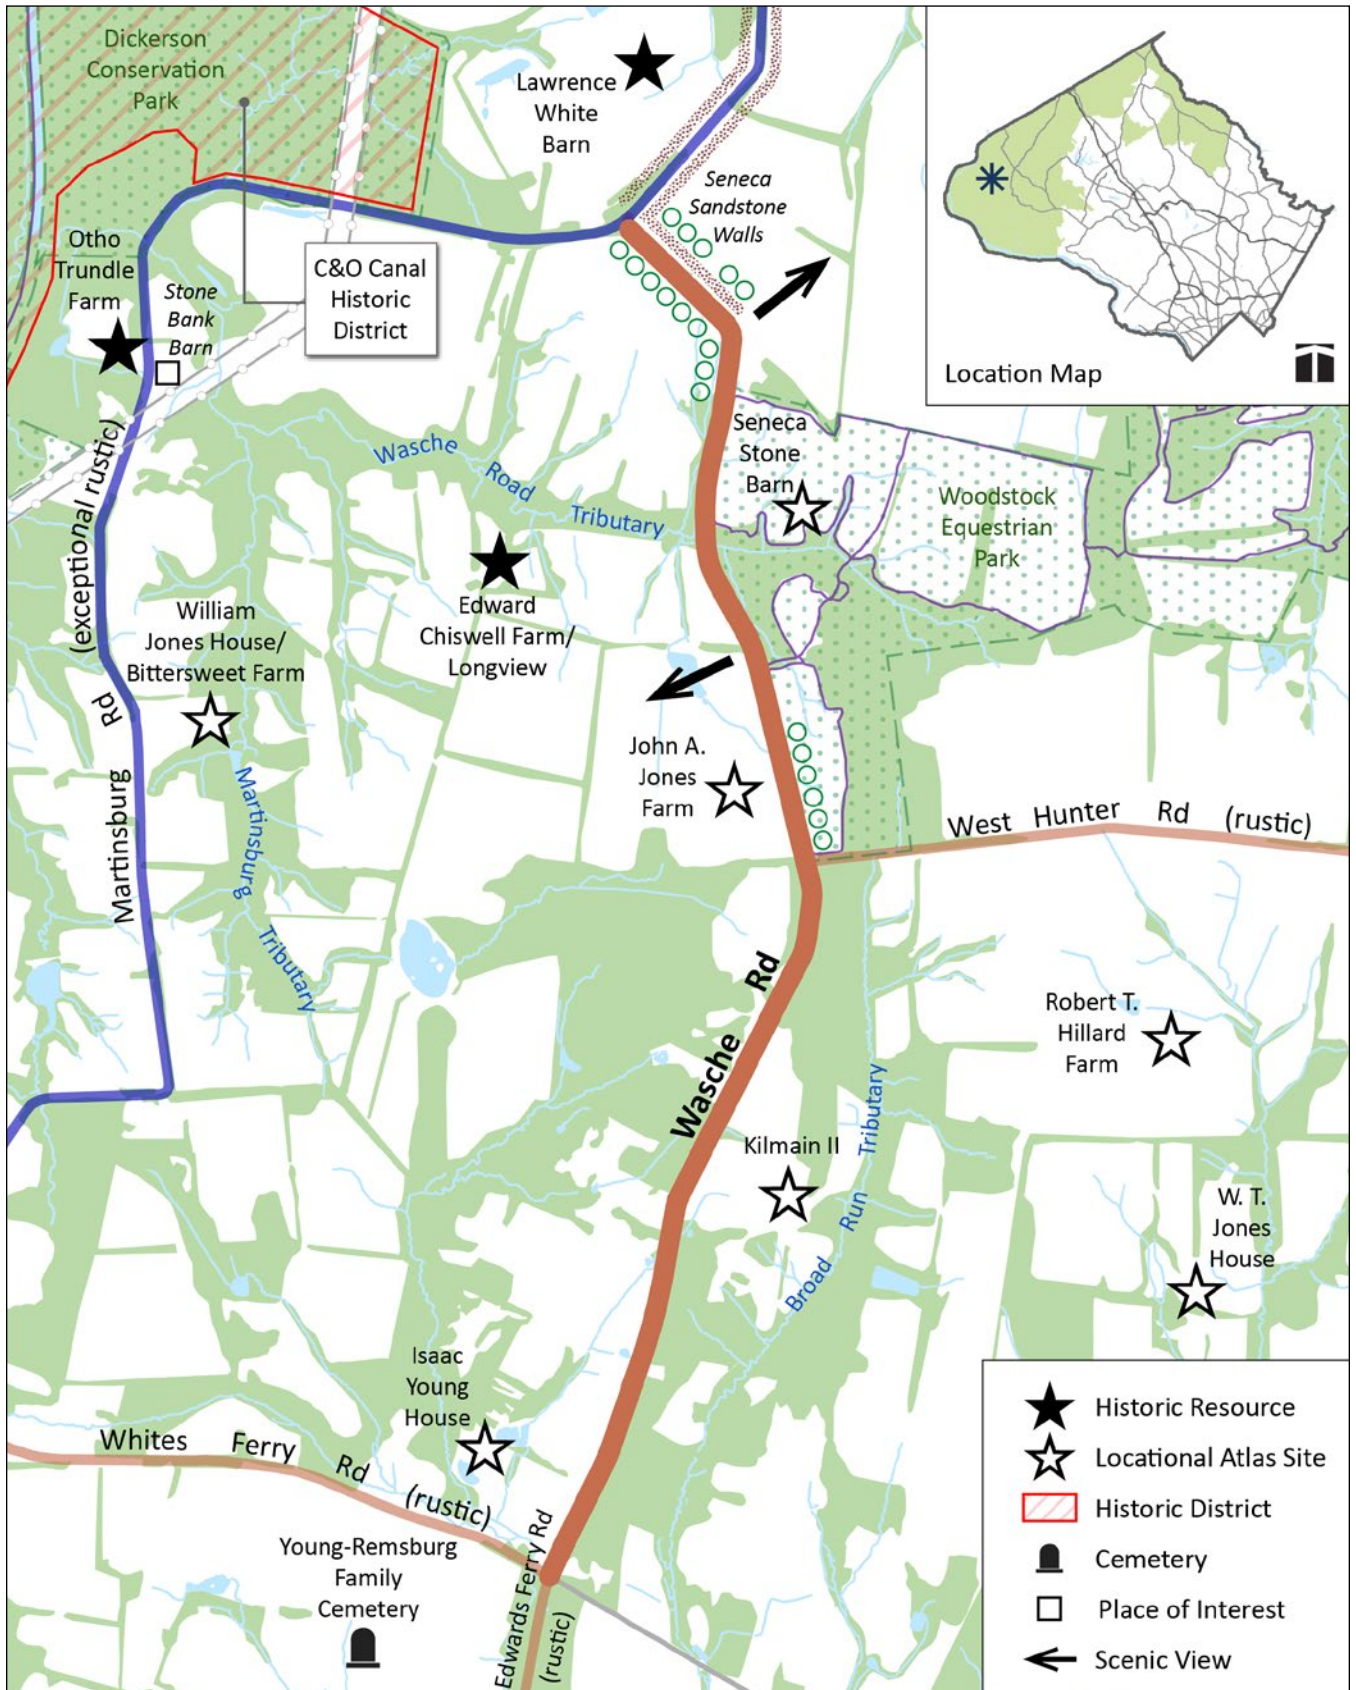 Dickerson
Conservation
Park
Lawrence
White
Barn
Seneca
Sandstone
Walls
Location Map
Otho
Trundle
Farm
Stone
Bank
Barn
C&O Canal
Historic
District
(exceptional rustic)
Martinsburg Rd
Wasche Road Tributary
Seneca
Stone
Barn
Woodstock
Equestrian
Park
Edward
Chiswell Farm/
Longview
William
Jones House/
Bittersweet Farm
Martinsburg Tributary
John A.
Jones
Farm
West Hunter Rd (rustic)
Wasche Rd
Robert T.
Hillard
Farm
Kilmain II
Broad Run Tributary
W. T.
Jones
House
Isaac
Young
House
Whites Ferry Rd (rustic)
Edwards Ferry Rd
(rustic)
Young-Remsburg
Family
Cemetery
Historic Resource
Locational Atlas Site
Historic District
Cemetery
Place of Interest
Scenic View